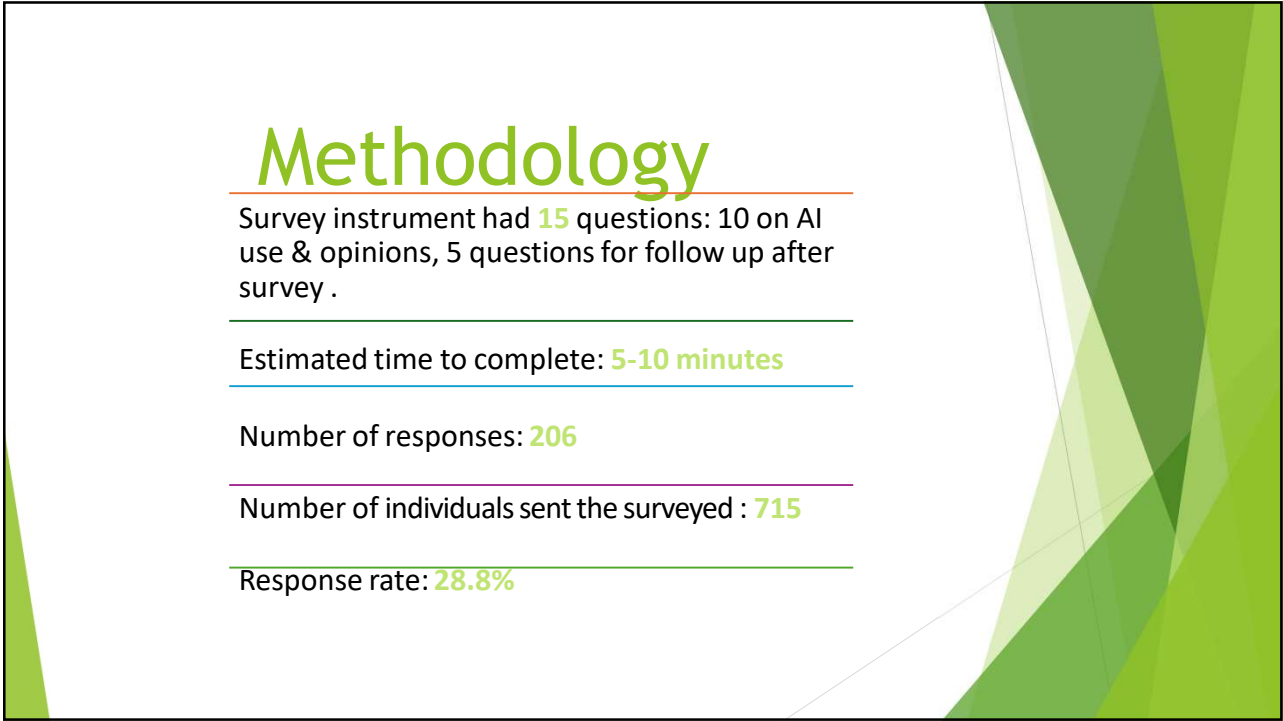 Methodology
Survey instrument had 15 questions: 10 on AI
use & opinions, 5 questions for follow up after
survey .
Estimated time to complete: 5-10 minutes
Number of responses: 206
Number of individuals sent the surveyed : 715
Response rate: 28.8%